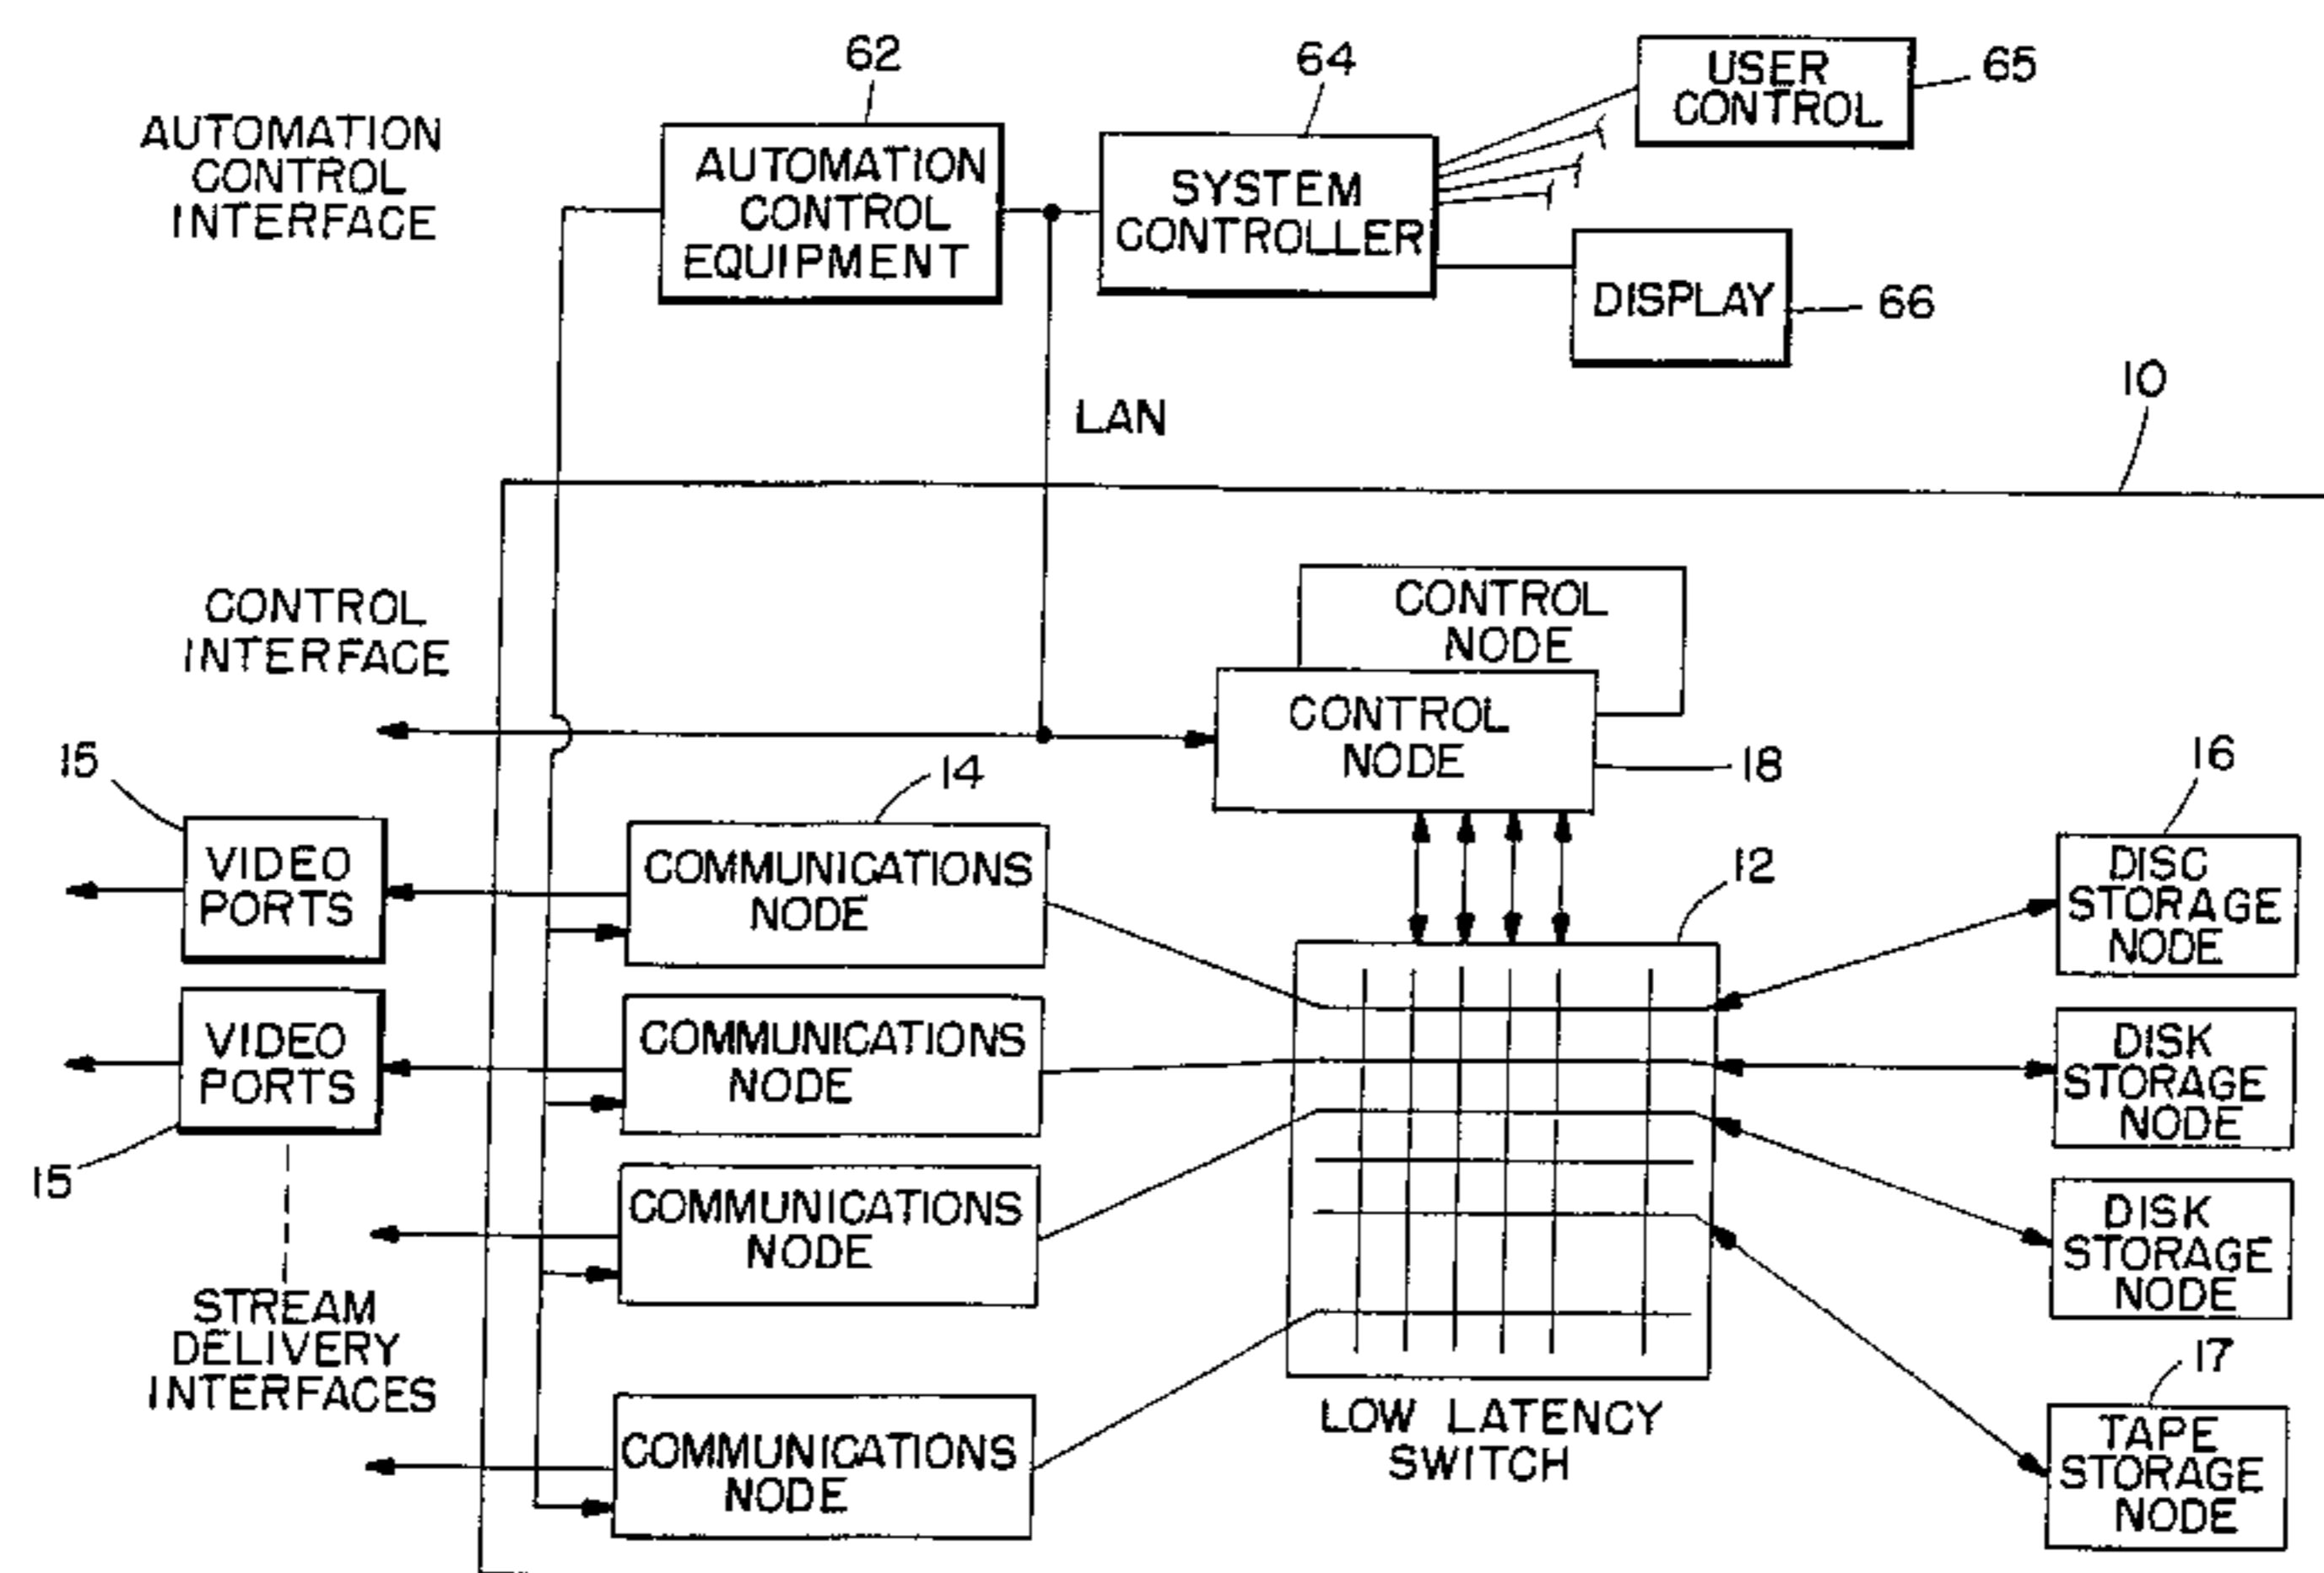 62
64
USER
CONTROL
65
AUTOMATION
CONTROL
INTERFACE
AUTOMATION
CONTROL
EQUIPMENT
SYSTEM
CONTROLLER
DISPLAY
66
LAN
10
CONTROL
INTERFACE
CONTROL
NODE
CONTROL
NODE
18
15
14
16
12
VIDEO
PORTS
COMMUNICATIONS
NODE
DISC
STORAGE
NODE
VIDEO
PORTS
COMMUNICATIONS
NODE
DISK
STORAGE
NODE
15
COMMUNICATIONS
NODE
DISK
STORAGE
NODE
STREAM
DELIVERY
INTERFACES
17
LOW LATENCY
SWITCH
COMMUNICATIONS
NODE
TAPE
STORAGE
NODE